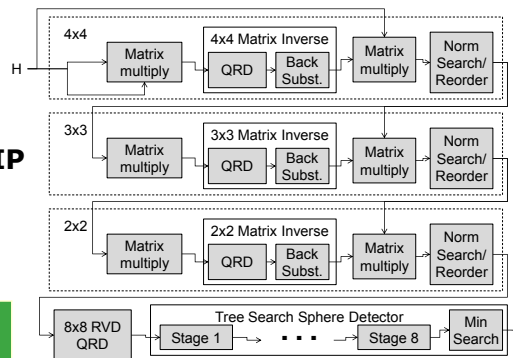 4x4
4x4 Matrix Inverse
H
Matrix
multiply
QRD
Back
Subst.
Matrix
multiply
Norm
Search/
Reorder
IP
3x3
3x3 Matrix Inverse
Matrix
multiply
QRD
Back
Subst.
Matrix
multiply
Norm
Search/
Reorder
2x2
2x2 Matrix Inverse
Matrix
multiply
QRD
Back
Subst.
Matrix
multiply
Norm
Search/
Reorder
8x8 RVD
QRD
Tree Search Sphere Detector
Stage 1
Stage 8
Min
Search